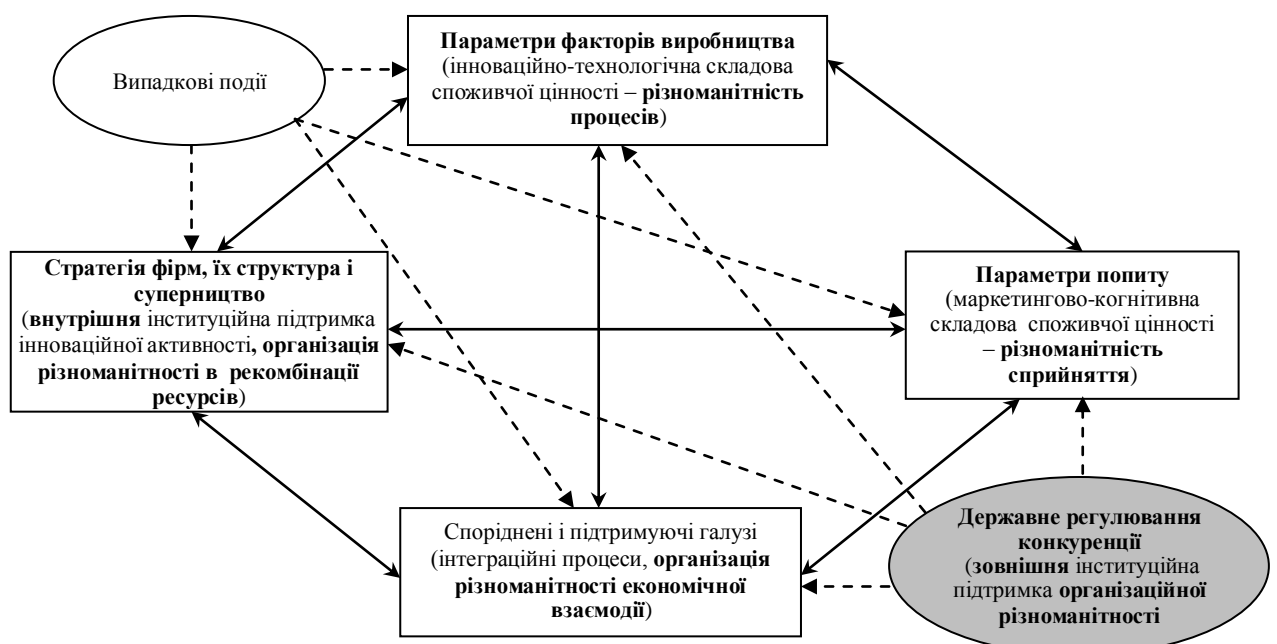 Параметри факторів виробництва
(інноваційно-технологічна складова
споживчої цінності – різноманітність
процесів)
Випадкові події
Стратегія фірм, їх структура і
суперництво
(внутрішня інституційна підтримка
інноваційної активності, організація
різноманітності в рекомбінації
ресурсів)
Параметри попиту
(маркетингово-когнітивна
складова споживчої цінності
– різноманітність
сприйняття)
Споріднені і підтримуючі галузі
(інтеграційні процеси, організація
різноманітності економічної
взаємодії)
Державне регулювання
конкуренції
(зовнішня інституційна
підтримка організаційної
різноманітності